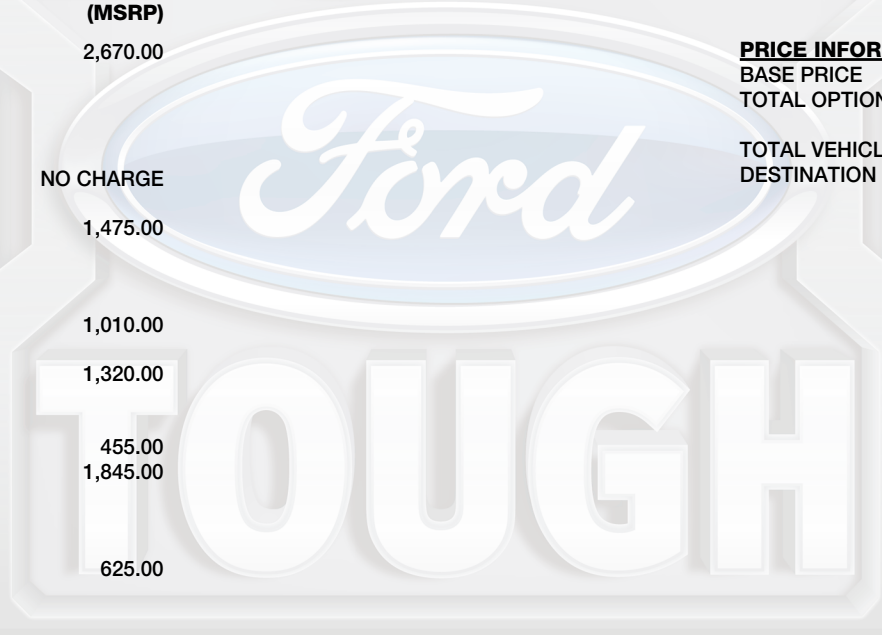 (MSRP)
2,670.00
NO CHARGE
1,475.00
1,010.00
1,320.00
455.00
1,845.00
625.00
PRICE INFOR
BASE PRICE
TOTAL OPTION
TOTAL VEHICL
DESTINATION
Ford
TOUGH